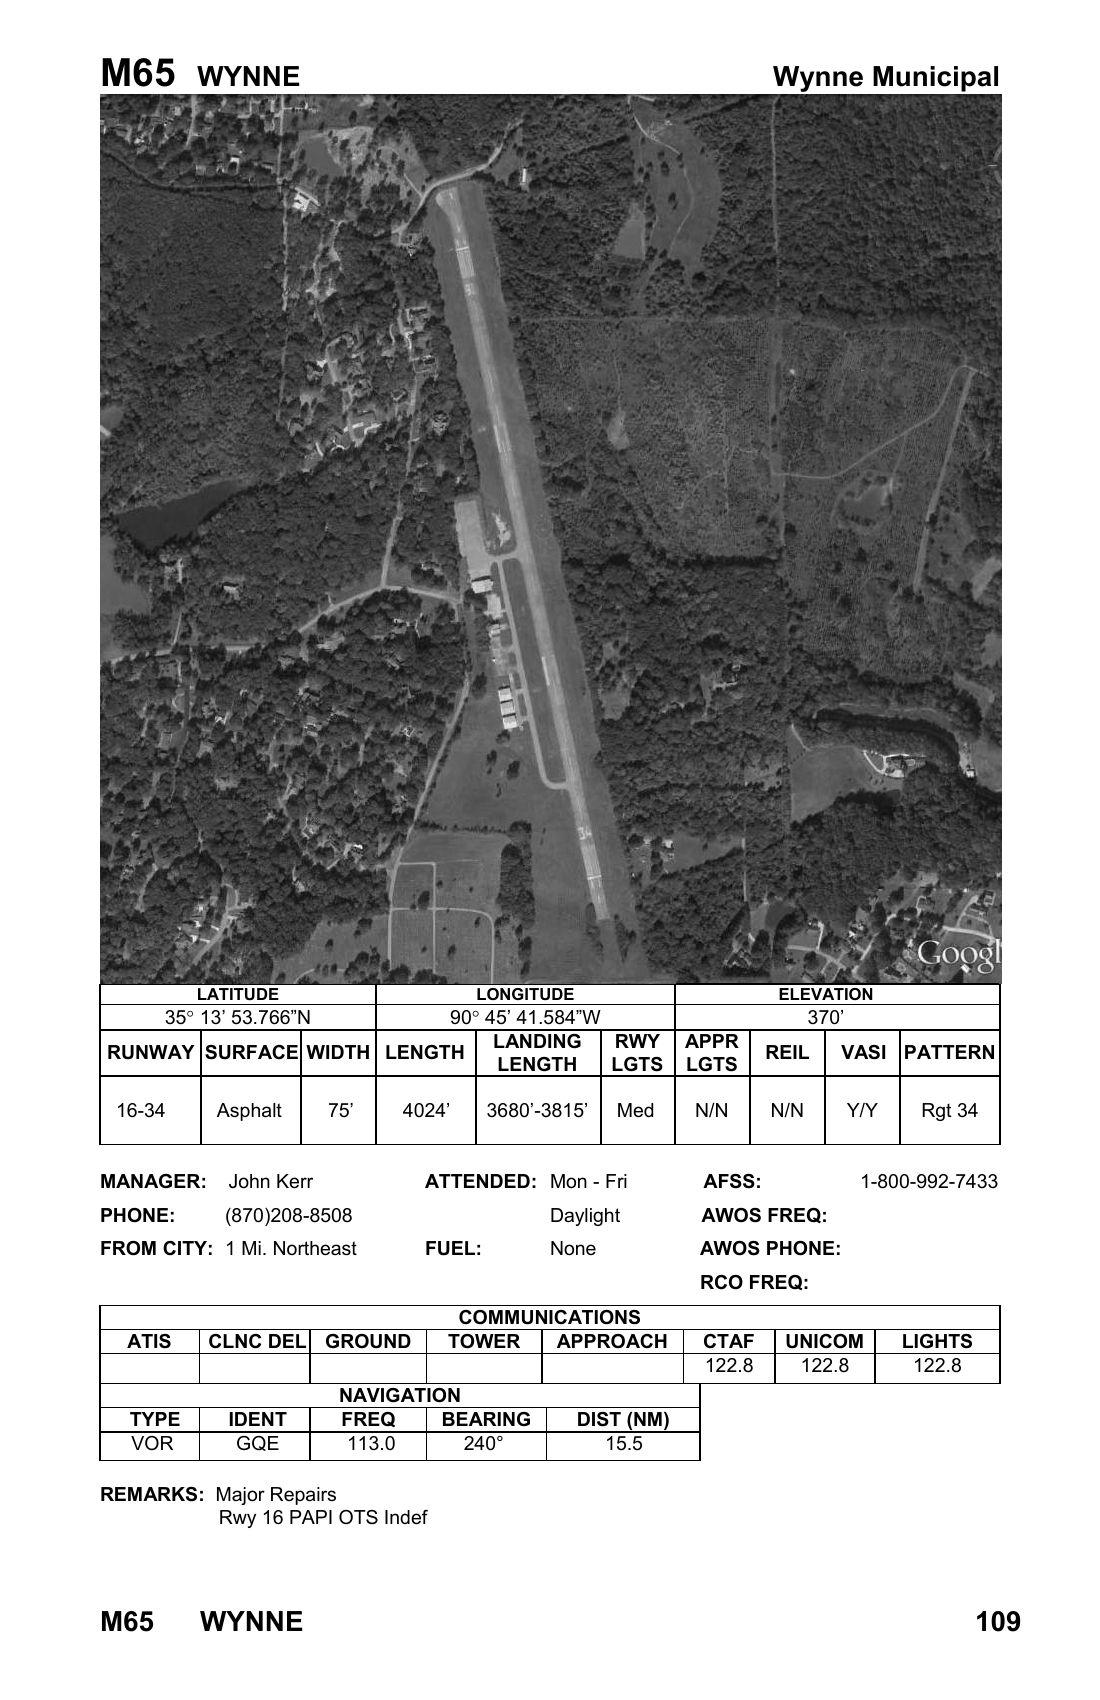 M65 WYNNE Wynne Municipal
Googl
LATITUDE LONGITUDE ELEVATION
35° 13’ 53.766”N 90° 45’ 41.584”W 370’
RUNWAY SURFACE WIDTH LENGTH LANDING LENGTH RWY LGTS APPR LGTS REIL VASI PATTERN
16-34 Asphalt 75’ 4024’ 3680’-3815’ Med N/N N/N Y/Y Rgt 34
MANAGER: John Kerr ATTENDED: Mon - Fri AFSS: 1-800-992-7433
PHONE: (870)208-8508 Daylight AWOS FREQ:
FROM CITY: 1 Mi. Northeast FUEL: None AWOS PHONE:
RCO FREQ:
COMMUNICATIONS
ATIS CLNC DEL GROUND TOWER APPROACH CTAF UNICOM LIGHTS
122.8 122.8 122.8
NAVIGATION
TYPE IDENT FREQ BEARING DIST (NM)
VOR GQE 113.0 240° 15.5
REMARKS: Major Repairs
Rwy 16 PAPI OTS Indef
M65 WYNNE 109